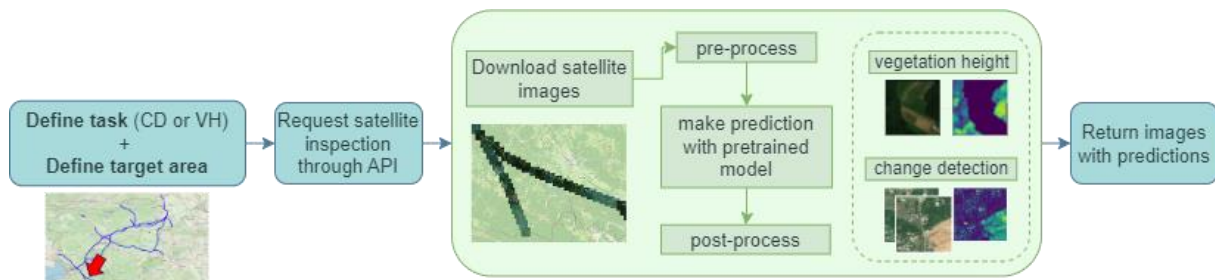 Define task (CD or VH)
+
Define target area
Request satellite
inspection
through API
Download satellite
images
pre-process
make prediction
with pretrained
model
post-process
vegetation height
change detection
Return images
with predictions